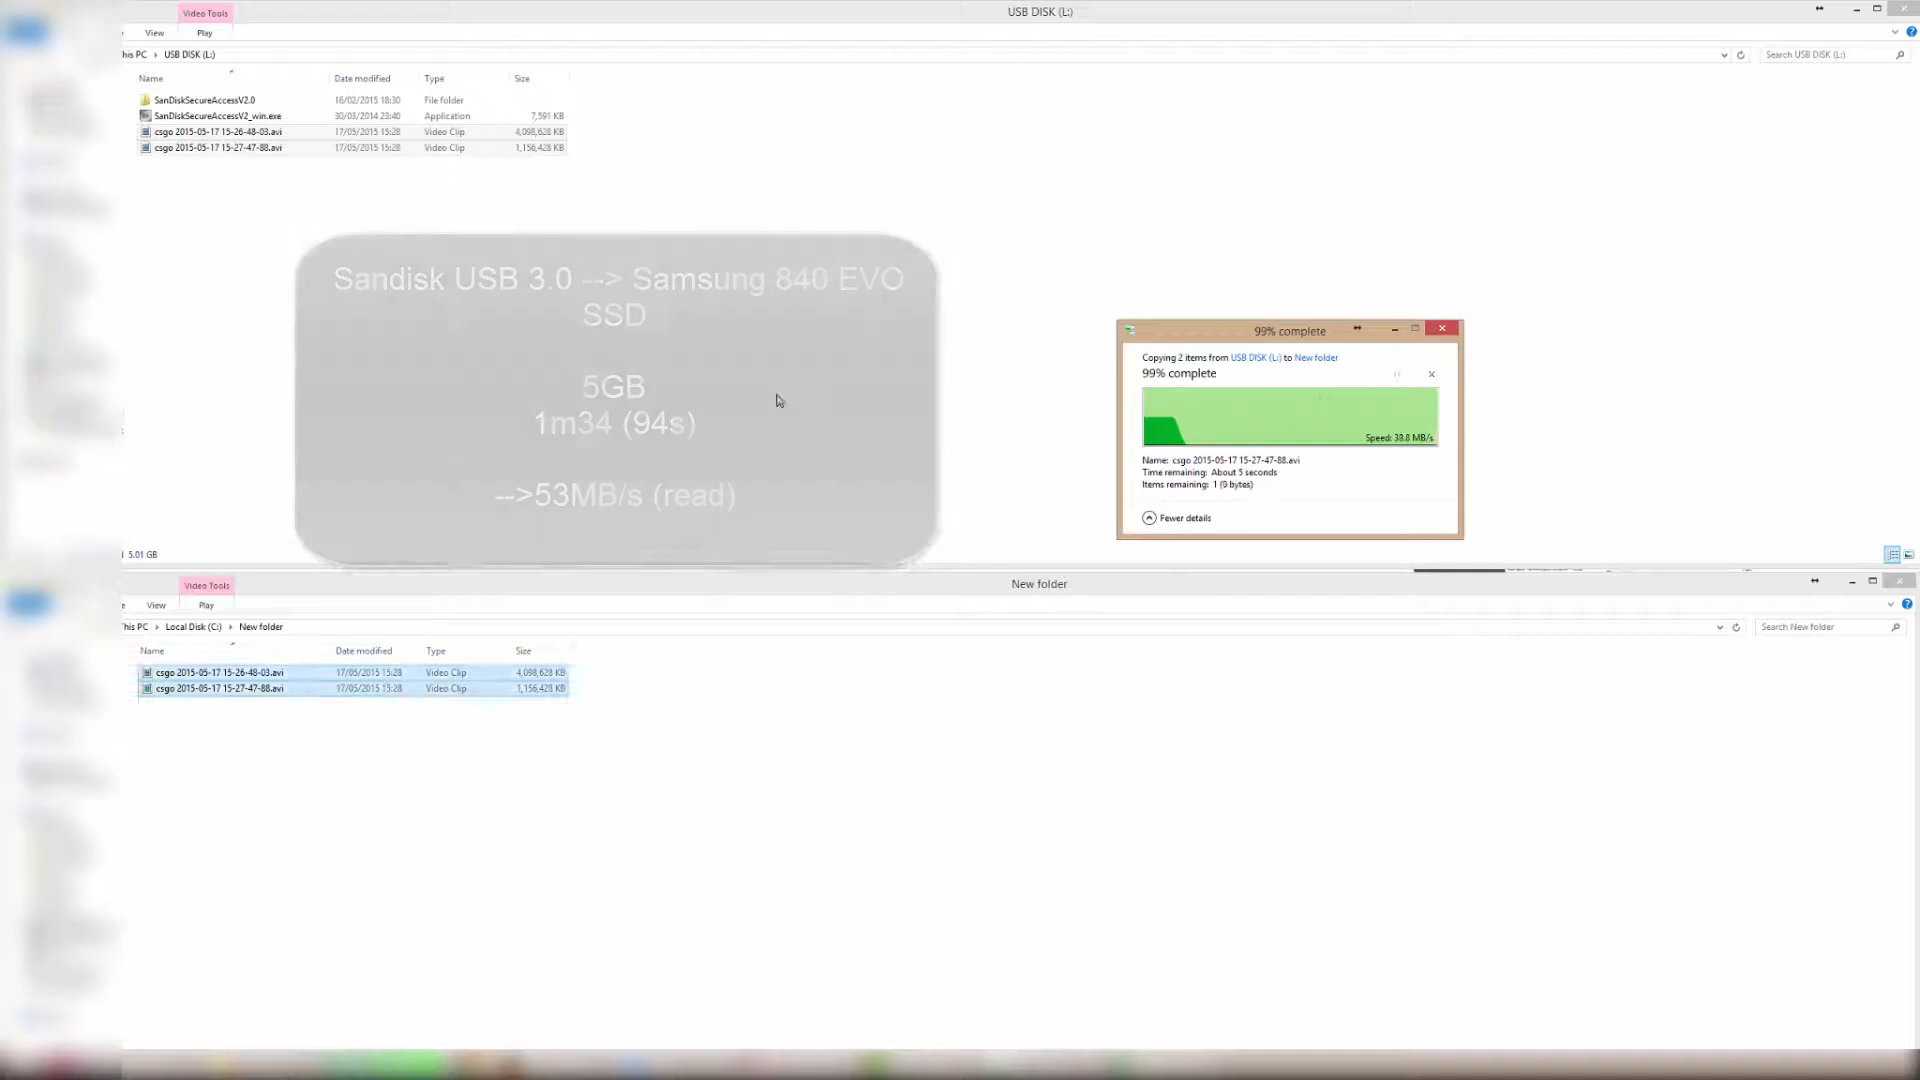 Video Tools
USB DISK (L:)
View Play
his PC USB DISK (L:)
Search USB DISK (L:)
Name Date modified Type Size
SanDiskSecureAccessV2.0 16/02/2015 18:30 File folder
SanDiskSecureAccessV2_win.exe 30/03/2014 23:40 Application 7,591 KB
csgo 2015-05-17 15-26-48-03.avi 17/05/2015 15:28 Video Clip 4,098,628 KB
csgo 2015-05-17 15-27-47-88.avi 17/05/2015 15:28 Video Clip 1,156,428 KB
Sandisk USB 3.0 --> Samsung 840 EVO
SSD
5GB
1m34 (94s)
-->53MB/s (read)
99% complete
Copying 2 items from USB DISK (L:) to New folder
99% complete
Speed: 38.8 MB/s
Name: csgo 2015-05-17 15-27-47-88.avi
Time remaining: About 5 seconds
Items remaining: 1 (9 bytes)
Fewer details
5.01 GB
Video Tools
New folder
View Play
his PC Local Disk (C:) New folder
Search New folder
Name Date modified Type Size
csgo 2015-05-17 15-26-48-03.avi 17/05/2015 15:28 Video Clip 4,098,628 KB
csgo 2015-05-17 15-27-47-88.avi 17/05/2015 15:28 Video Clip 1,156,428 KB